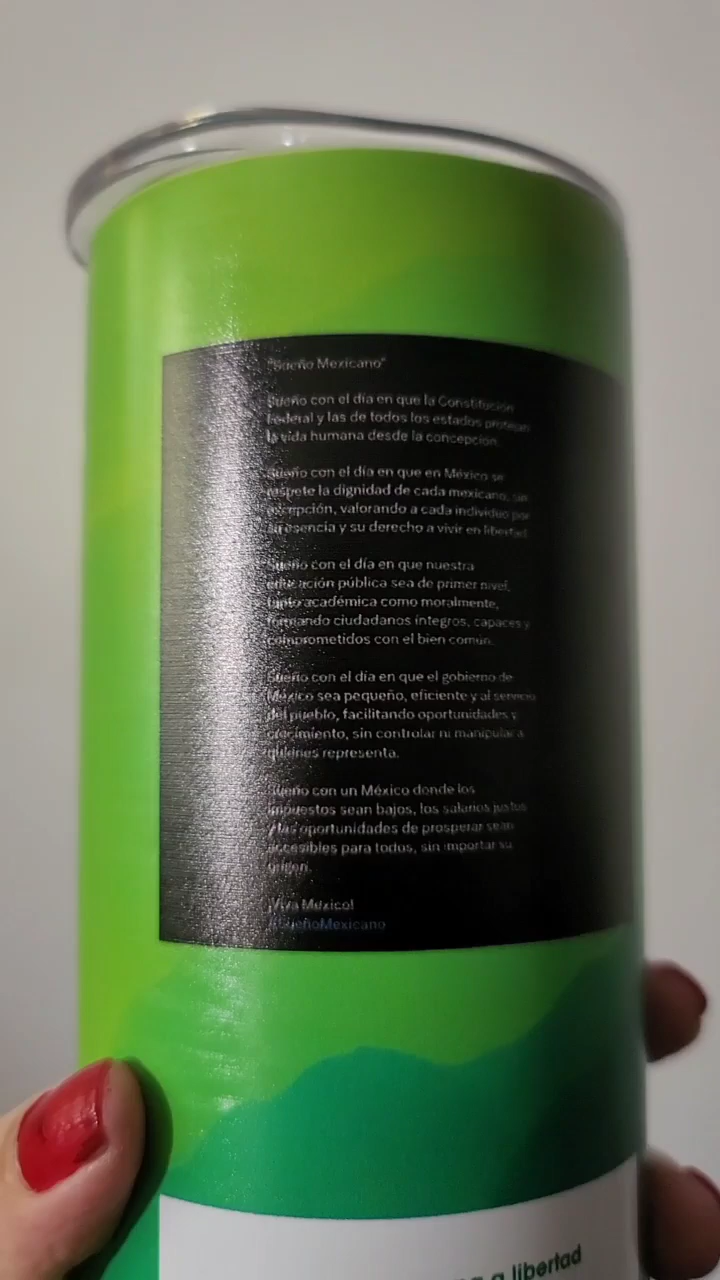 "Sueño Mexicano"
Sueño con el día en que la Constitución
Federal y las de todos los estados protejan
la vida humana desde la concepción.
Sueño con el día en que en México se
respete la dignidad de cada mexicano, sin
excepción, valorando a cada individuo por
su esencia y su derecho a vivir en libertad.
Sueño con el día en que nuestra
educación pública sea de primer nivel,
tanto académica como moralmente,
formando ciudadanos íntegros, capaces y
comprometidos con el bien común.
Sueño con el día en que el gobierno de
México sea pequeño, eficiente y al servicio
del pueblo, facilitando oportunidades y
crecimiento, sin controlar ni manipular a
quienes representa.
Sueño con un México donde los
impuestos sean bajos, los salarios justos
y las oportunidades de prosperar sean
accesibles para todos, sin importar su
origen.
¡Viva México!
#SueñoMexicano
a libertad